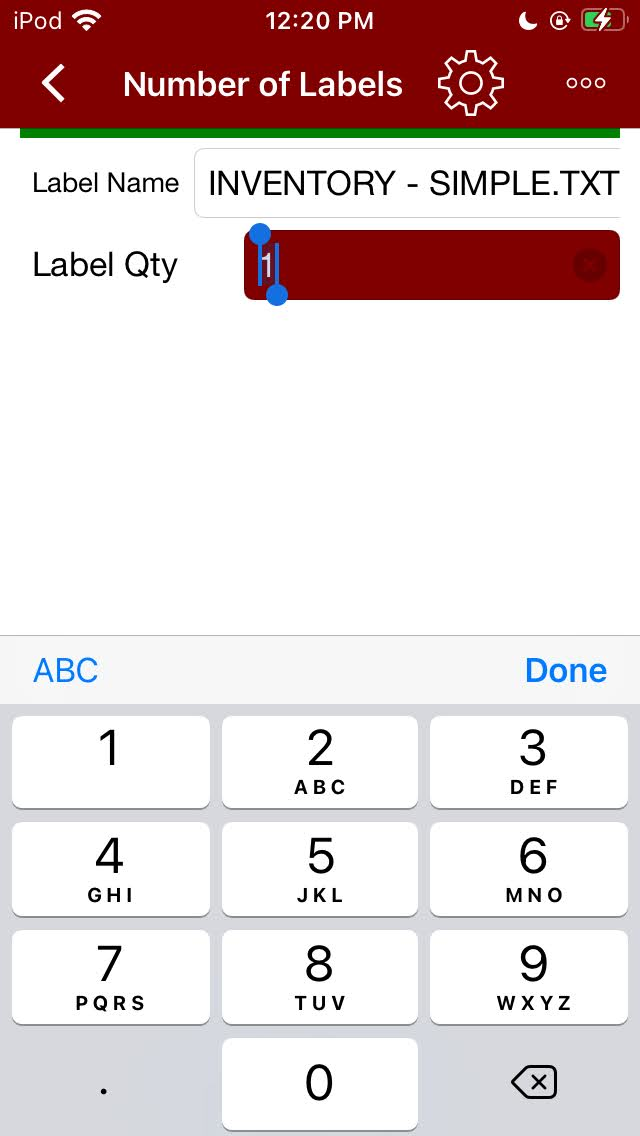 iPod 12:20 PM
Number of Labels
Label Name INVENTORY - SIMPLE.TXT
Label Qty 1
ABC Done
1 2 3
ABC DEF
4 5 6
GHI JKL MNO
7 8 9
PQRS TUV WXYZ
. 0